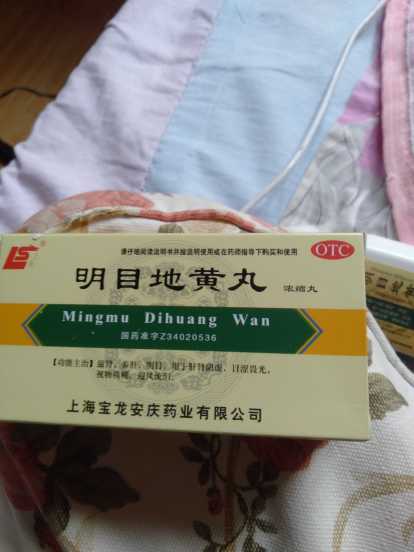 请仔细阅读说明书并按说明使用或在药师指导下购买和使用
OTC
明目地黄丸 浓缩丸
Mingmu Dihuang Wan
国药准字Z34020536
【功能主治】滋肾、养肝、明目。用于肝肾阴虚，目涩畏光，
视物模糊，迎风流泪。
上海宝龙安庆药业有限公司